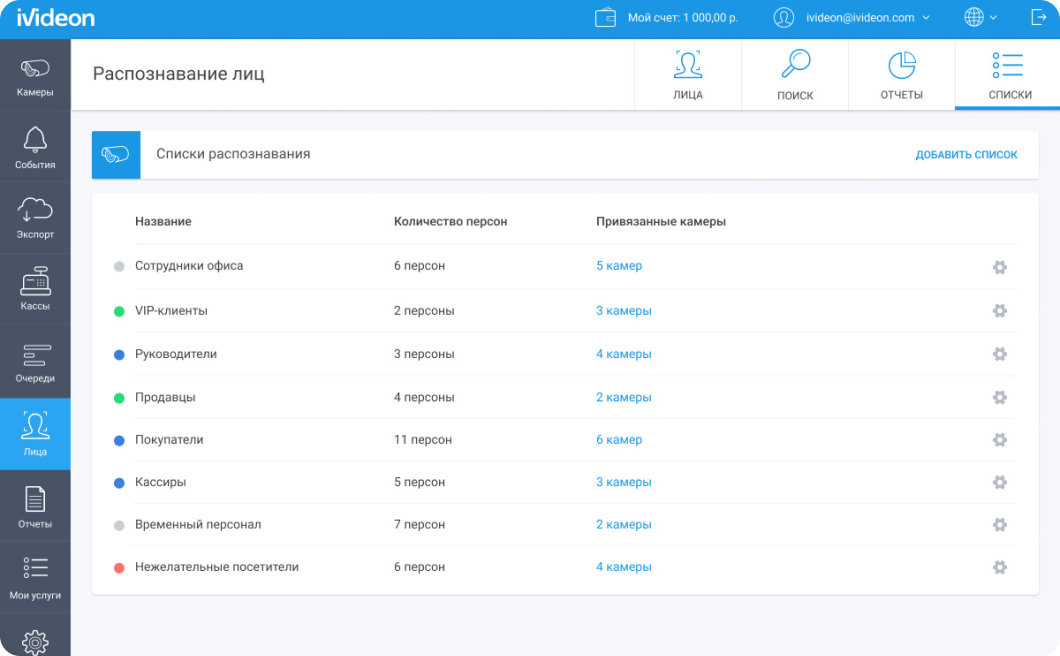 iVideon
Мой счет: 1 000,00 р.
ivideon@ivideon.com
Распознавание лиц
ЛИЦА
ПОИСК
ОТЧЕТЫ
СПИСКИ
Камеры
События
Экспорт
Кассы
Очереди
Лица
Отчеты
Мои услуги
Списки распознавания
ДОБАВИТЬ СПИСОК
Название Количество персон Привязанные камеры
Сотрудники офиса 6 персон 5 камер
VIP-клиенты 2 персоны 3 камеры
Руководители 3 персоны 4 камеры
Продавцы 4 персоны 2 камеры
Покупатели 11 персон 6 камер
Кассиры 5 персон 3 камеры
Временный персонал 7 персон 2 камеры
Нежелательные посетители 6 персон 4 камеры